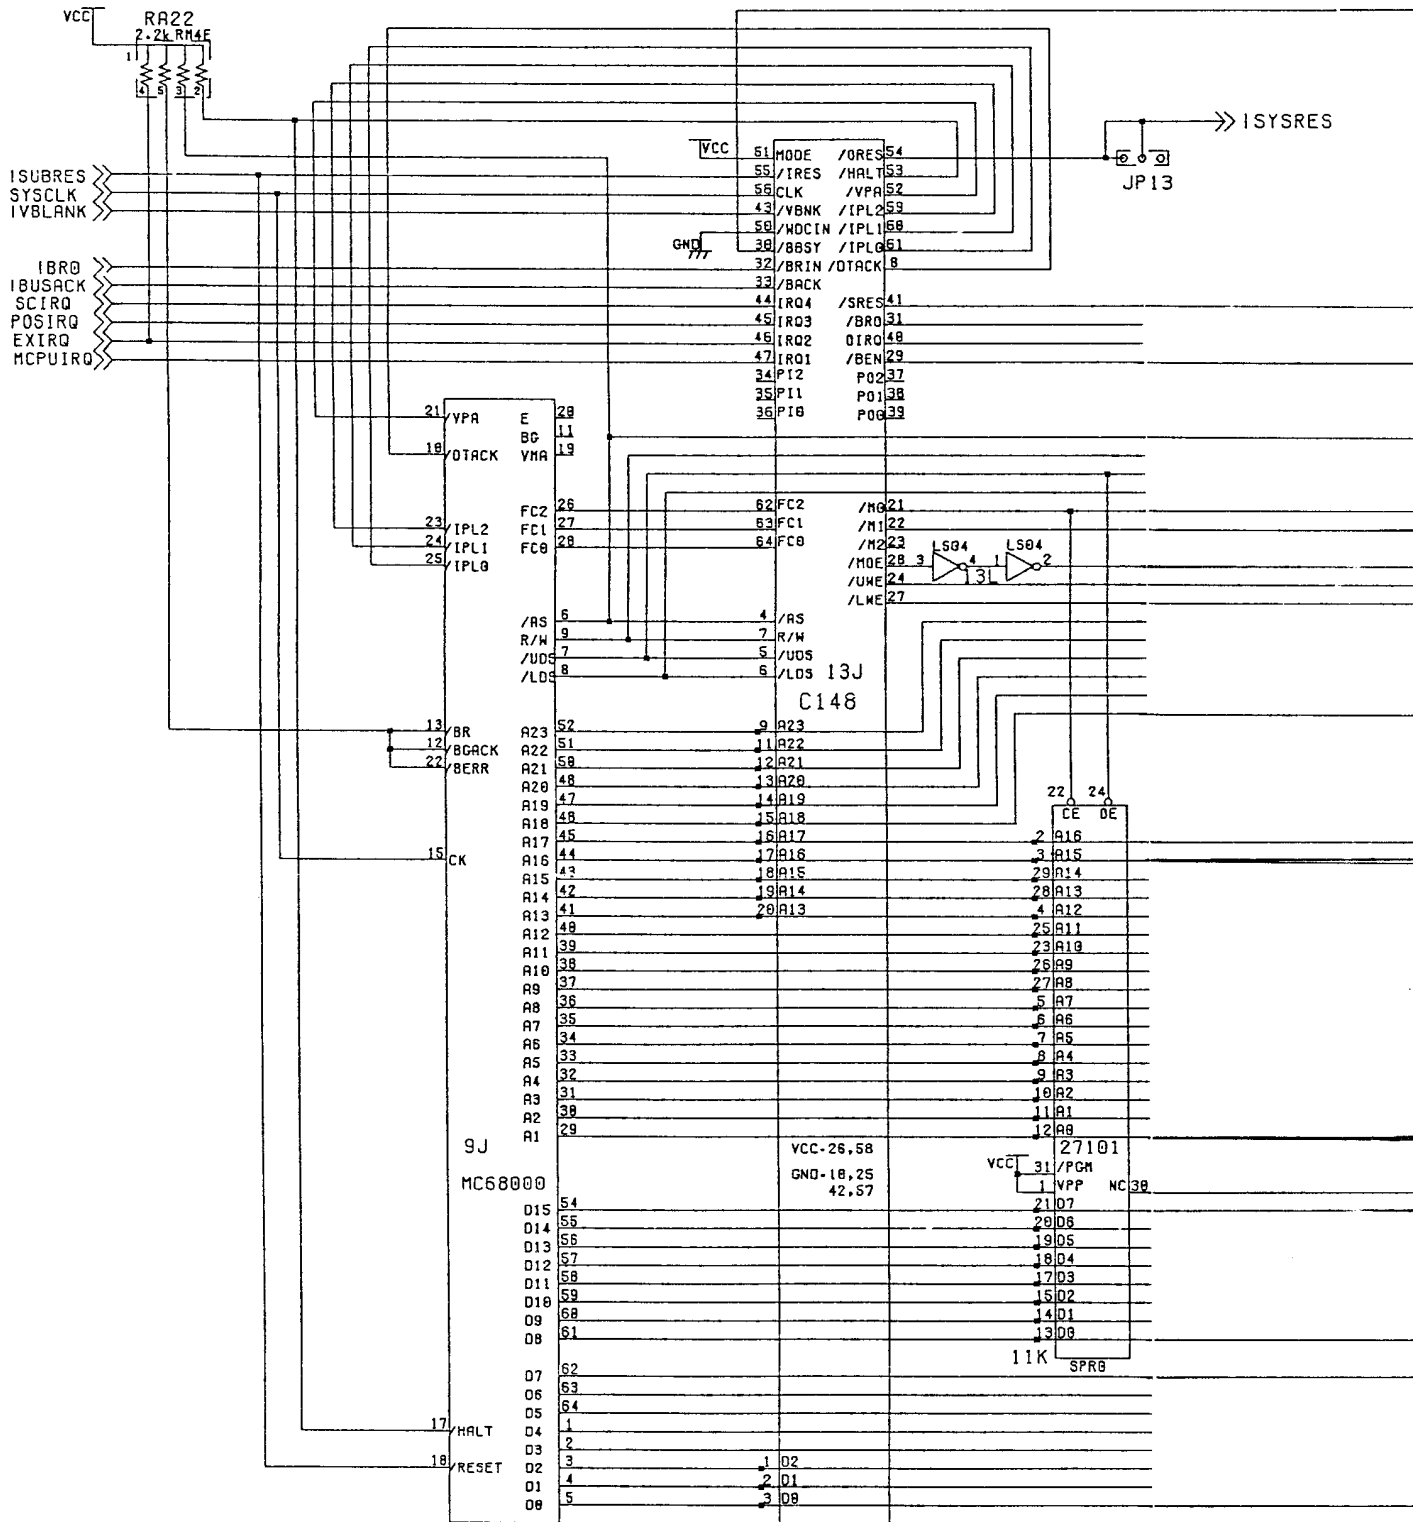 VCC
RA22
2.2k RM4E
1
4 5 3 2
!SYSRES
JP13
!SUBRES
SYSCLK
!VBLANK
!BR0
!BUSACK
SCIRQ
POSIRQ
EXIRQ
MCPUIRQ
VCC
GND
51 MODE /ORES 54
55 /IRES /HALT 53
56 CLK /VPA 52
43 /VBNK /IPL2 59
50 /WDCIN /IPL1 60
30 /BBSY /IPL0 61
32 /BRIN /DTACK 8
33 /BACK
44 IRQ4 /SRES 41
45 IRQ3 /BRO 31
46 IRQ2 OIRQ 40
47 IRQ1 /BEN 29
34 PI2 PO2 37
35 PI1 PO1 38
36 PI0 PO0 39
62 FC2 /M0 21
63 FC1 /M1 22
64 FC0 /M2 23
/MOE 28
/UWE 24
/LWE 27
3 LS04 4
13L
1 LS04 2
4 /AS
7 R/W
5 /UDS
6 /LDS
13J
C148
9 A23
11 A22
12 A21
13 A20
14 A19
15 A18
16 A17
17 A16
18 A15
19 A14
20 A13
VCC-26,58
GND-10,25
42,57
1 D2
2 D1
3 D0
21 /VPA E 20
BG 11
10 /DTACK VMA 19
FC2 26
23 /IPL2 FC1 27
24 /IPL1 FC0 28
25 /IPL0
/AS 6
R/W 9
/UDS 7
/LDS 8
13 /BR A23 52
12 /BGACK A22 51
22 /BERR A21 50
A20 48
A19 47
A18 46
A17 45
15 CK A16 44
A15 43
A14 42
A13 41
A12 40
A11 39
A10 38
A9 37
A8 36
A7 35
A6 34
A5 33
A4 32
A3 31
A2 30
A1 29
9J
MC68000
D15 54
D14 55
D13 56
D12 57
D11 58
D10 59
D9 60
D8 61
D7 62
D6 63
D5 64
17 /HALT D4 1
D3 2
18 /RESET D2 3
D1 4
D0 5
22 24
CE OE
2 A16
3 A15
29 A14
28 A13
4 A12
25 A11
23 A10
26 A9
27 A8
5 A7
6 A6
7 A5
8 A4
9 A3
10 A2
11 A1
12 A0
27101
VCC
31 /PGM
1 VPP NC 30
21 D7
20 D6
19 D5
18 D4
17 D3
15 D2
14 D1
13 D0
11K
SPR0